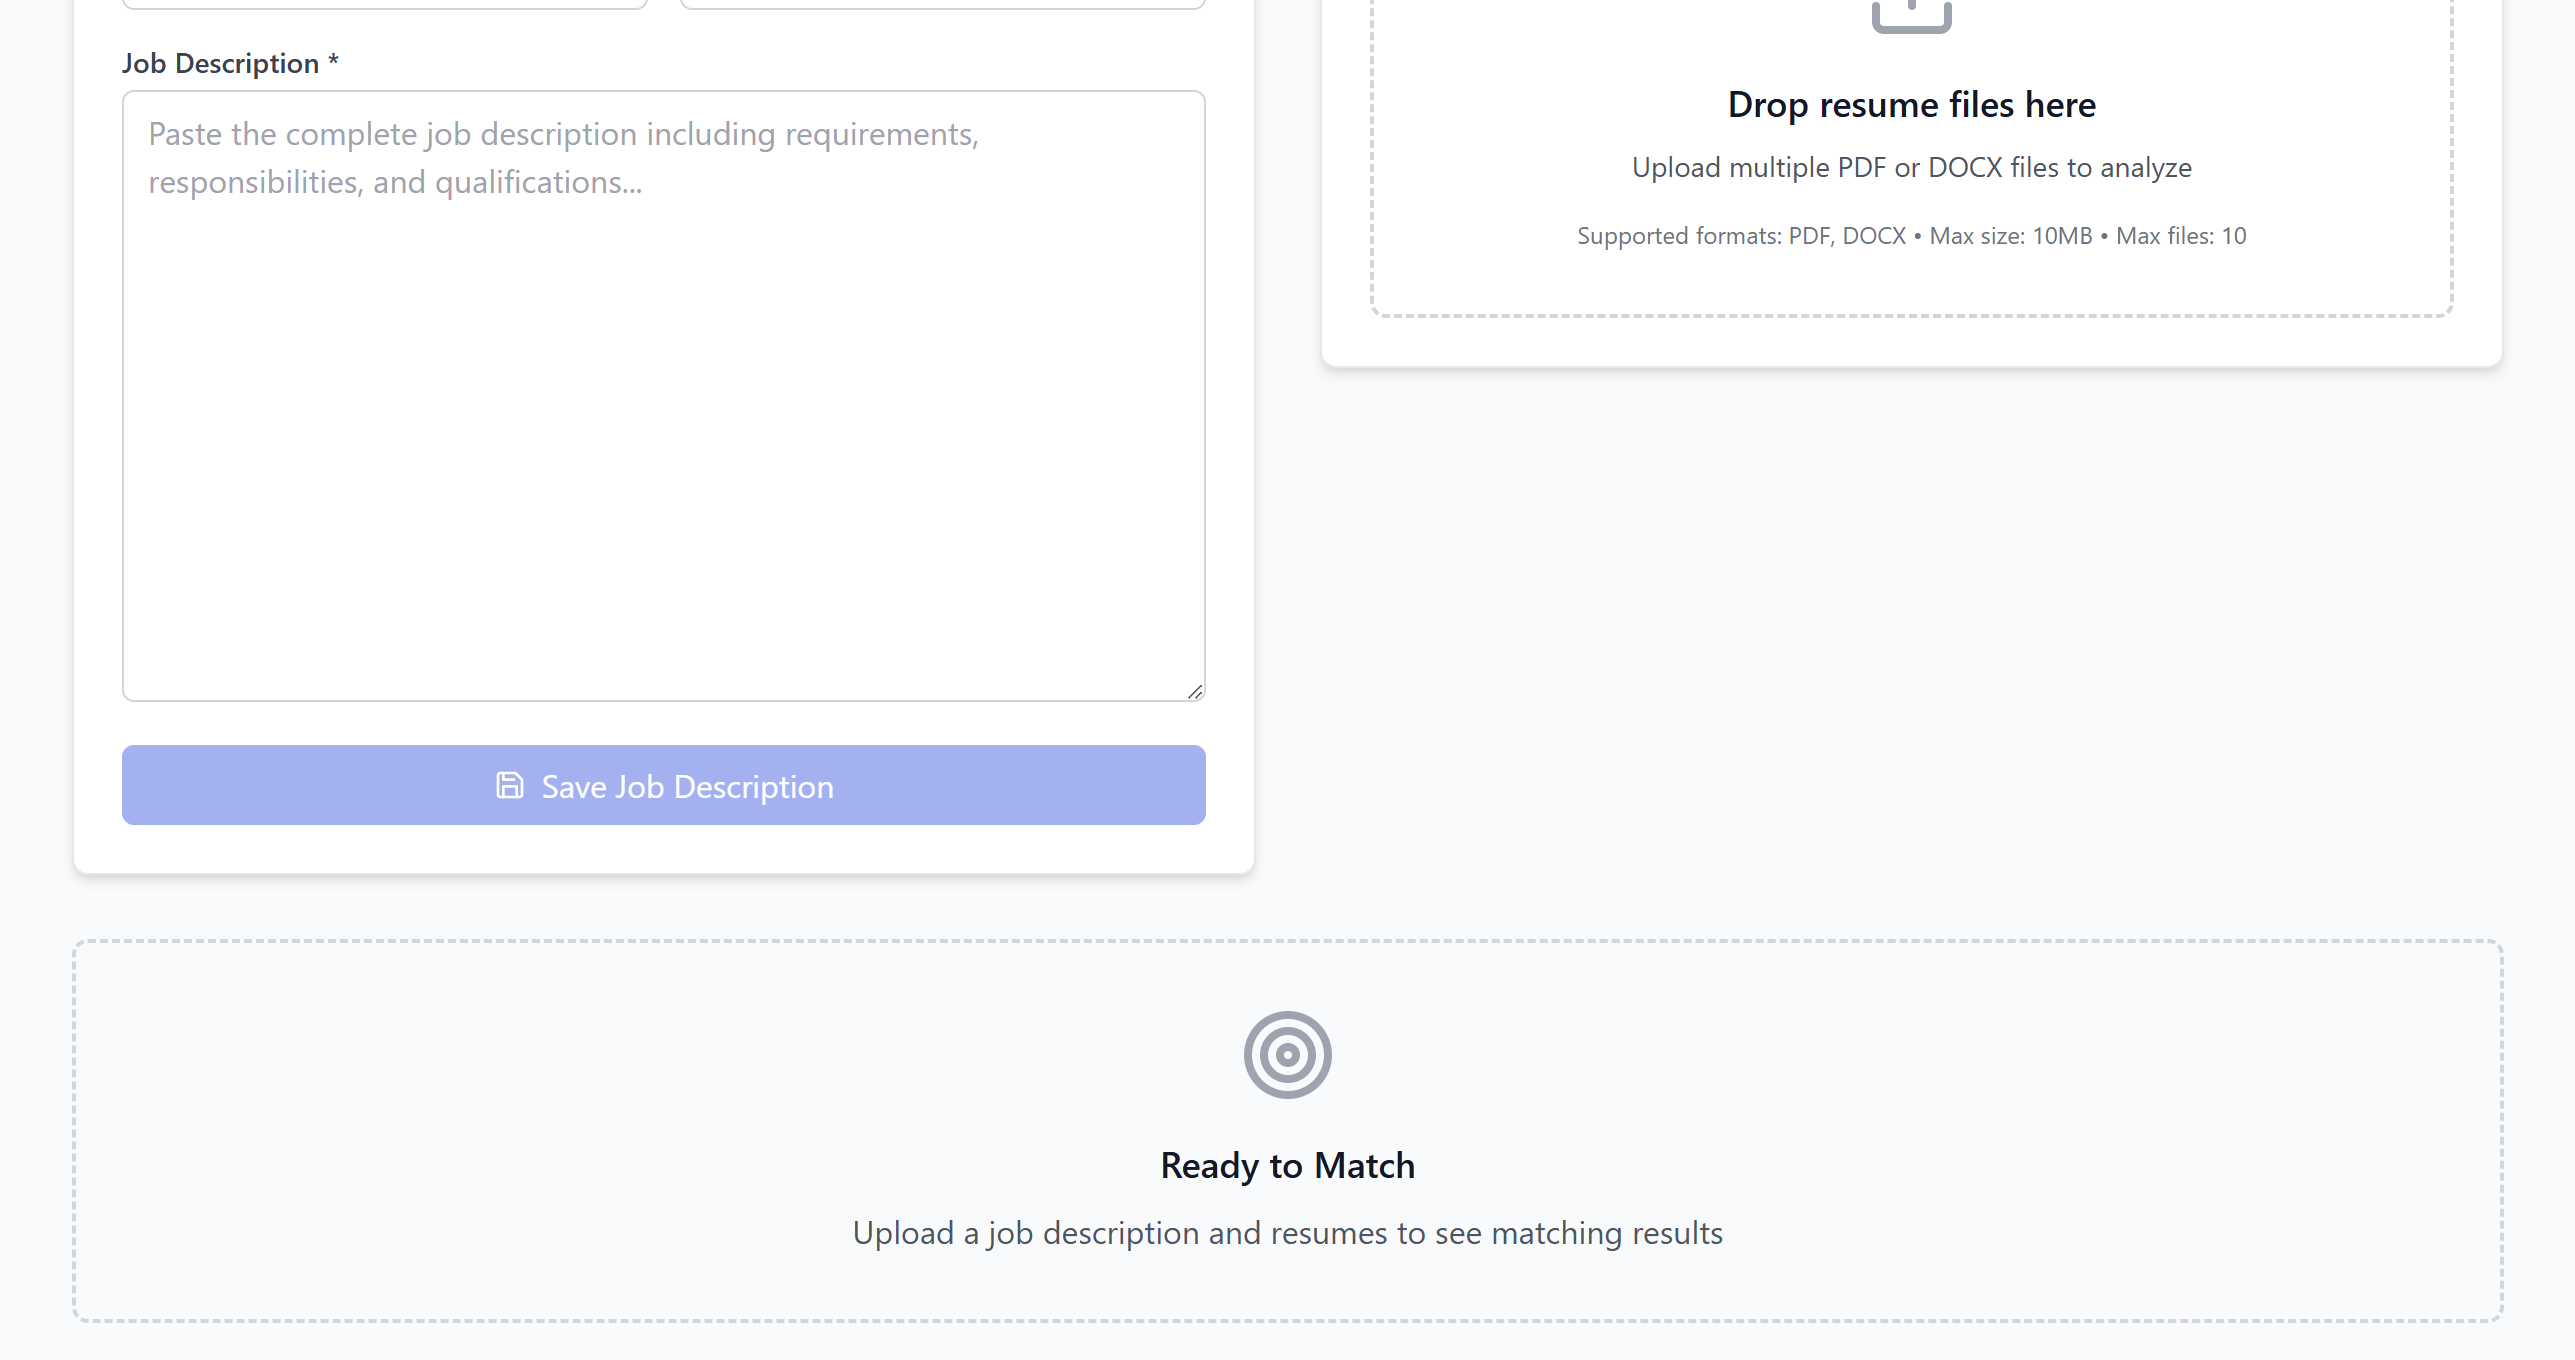 Job Description *
Paste the complete job description including requirements,
responsibilities, and qualifications...
Save Job Description
Drop resume files here
Upload multiple PDF or DOCX files to analyze
Supported formats: PDF, DOCX • Max size: 10MB • Max files: 10
Ready to Match
Upload a job description and resumes to see matching results